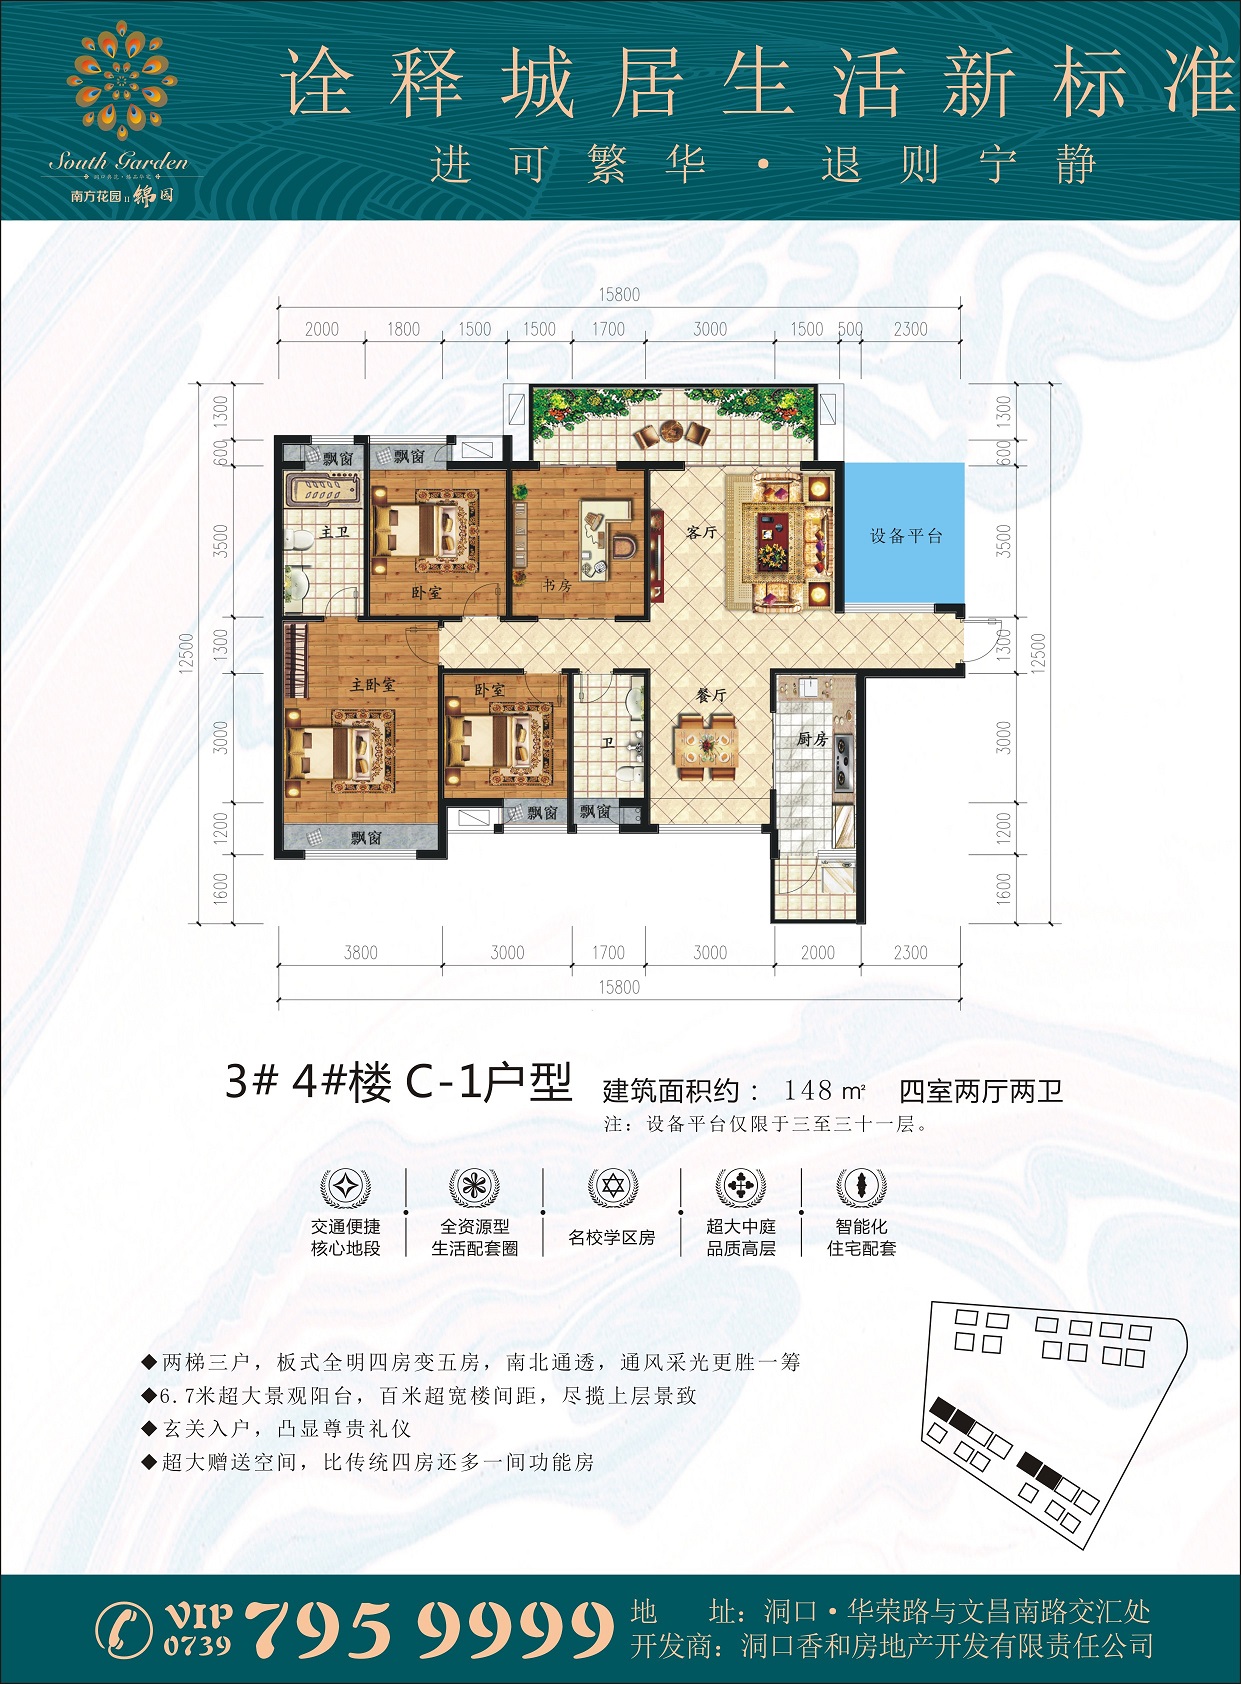 诠释城居生活新标准
进可繁华·退则宁静
South Garden
南方花园 II 锦园
15800
2000 1800 1500 1500 1700 3000 1500 500 2300
1300
600
3500
1300
3000
1200
1600
12500
飘窗
飘窗
主卫
卧室
书房
客厅
设备平台
主卧室
卧室
卫
餐厅
厨房
飘窗
飘窗
飘窗
1300
600
3500
1300
3000
1200
1600
12500
3800 3000 1700 3000 2000 2300
15800
3# 4#楼 C-1户型 建筑面积约：148㎡ 四室两厅两卫
注：设备平台仅限于三至三十一层。
交通便捷
核心地段
全资源型
生活配套圈
名校学区房
超大中庭
品质高层
智能化
住宅配套
◆两梯三户，板式全明四房变五房，南北通透，通风采光更胜一筹
◆6.7米超大景观阳台，百米超宽楼间距，尽揽上层景致
◆玄关入户，凸显尊贵礼仪
◆超大赠送空间，比传统四房还多一间功能房
VIP
0739
795 9999
地 址：洞口·华荣路与文昌南路交汇处
开发商：洞口香和房地产开发有限责任公司